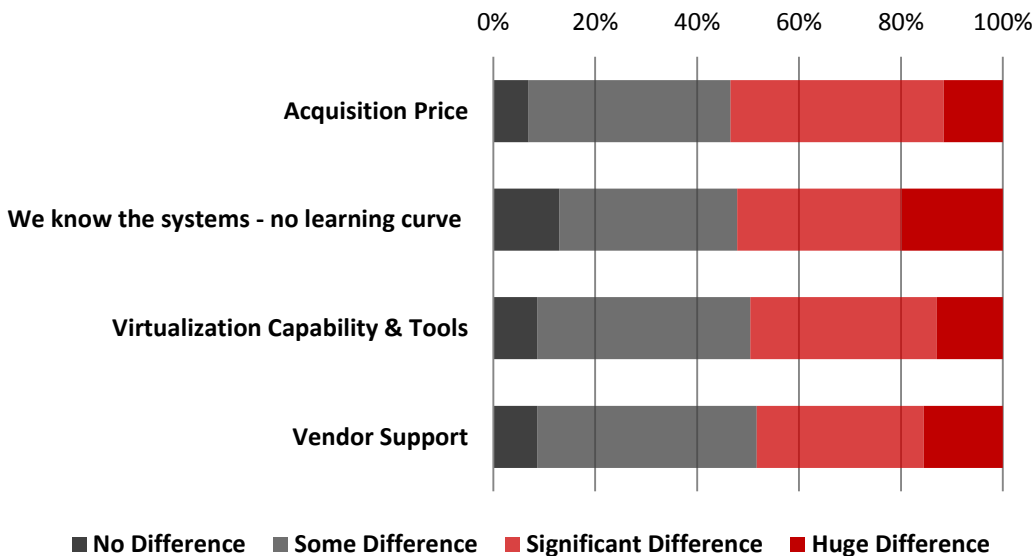 0% 20% 40% 60% 80% 100%
Acquisition Price
We know the systems - no learning curve
Virtualization Capability & Tools
Vendor Support
No Difference Some Difference Significant Difference Huge Difference